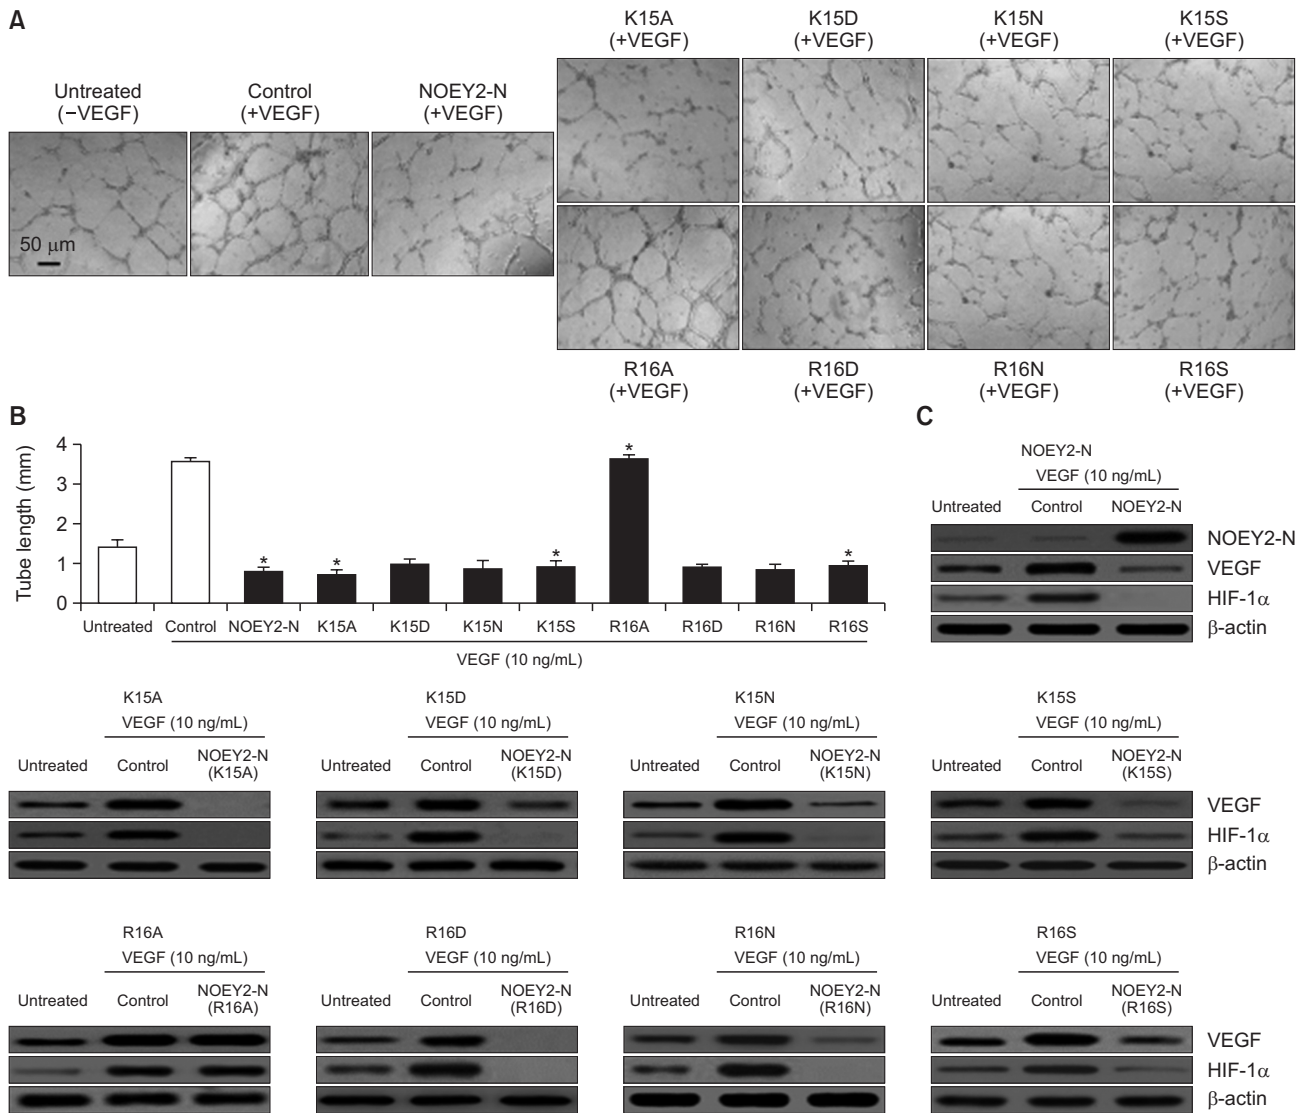 A
Untreated
(−VEGF)
Control
(+VEGF)
NOEY2-N
(+VEGF)
K15A
(+VEGF)
K15D
(+VEGF)
K15N
(+VEGF)
K15S
(+VEGF)
50 μm
R16A
(+VEGF)
R16D
(+VEGF)
R16N
(+VEGF)
R16S
(+VEGF)
B
Tube length (mm)
4
3
2
1
0
* * * * *
Untreated Control NOEY2-N K15A K15D K15N K15S R16A R16D R16N R16S
VEGF (10 ng/mL)
C
NOEY2-N
VEGF (10 ng/mL)
Untreated Control NOEY2-N
NOEY2-N
VEGF
HIF-1α
β-actin
K15A
VEGF (10 ng/mL)
Untreated Control NOEY2-N
(K15A)
K15D
VEGF (10 ng/mL)
Untreated Control NOEY2-N
(K15D)
K15N
VEGF (10 ng/mL)
Untreated Control NOEY2-N
(K15N)
K15S
VEGF (10 ng/mL)
Untreated Control NOEY2-N
(K15S)
VEGF
HIF-1α
β-actin
R16A
VEGF (10 ng/mL)
Untreated Control NOEY2-N
(R16A)
R16D
VEGF (10 ng/mL)
Untreated Control NOEY2-N
(R16D)
R16N
VEGF (10 ng/mL)
Untreated Control NOEY2-N
(R16N)
R16S
VEGF (10 ng/mL)
Untreated Control NOEY2-N
(R16S)
VEGF
HIF-1α
β-actin